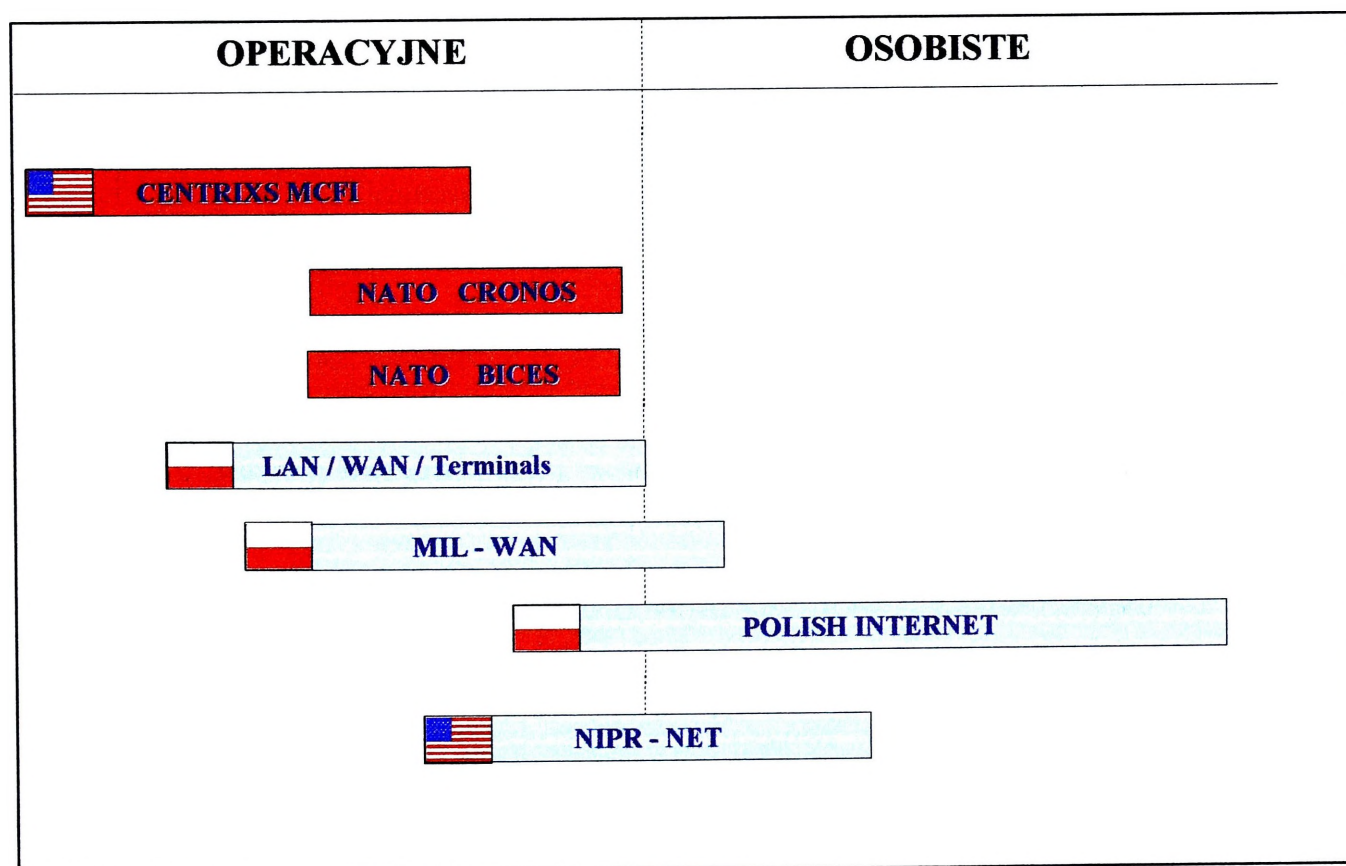 OPERACYJNE
OSOBISTE
CENTRIXS MCFI
NATO CRONOS
NATO BICES
LAN / WAN / Terminals
MIL - WAN
POLISH INTERNET
NIPR - NET